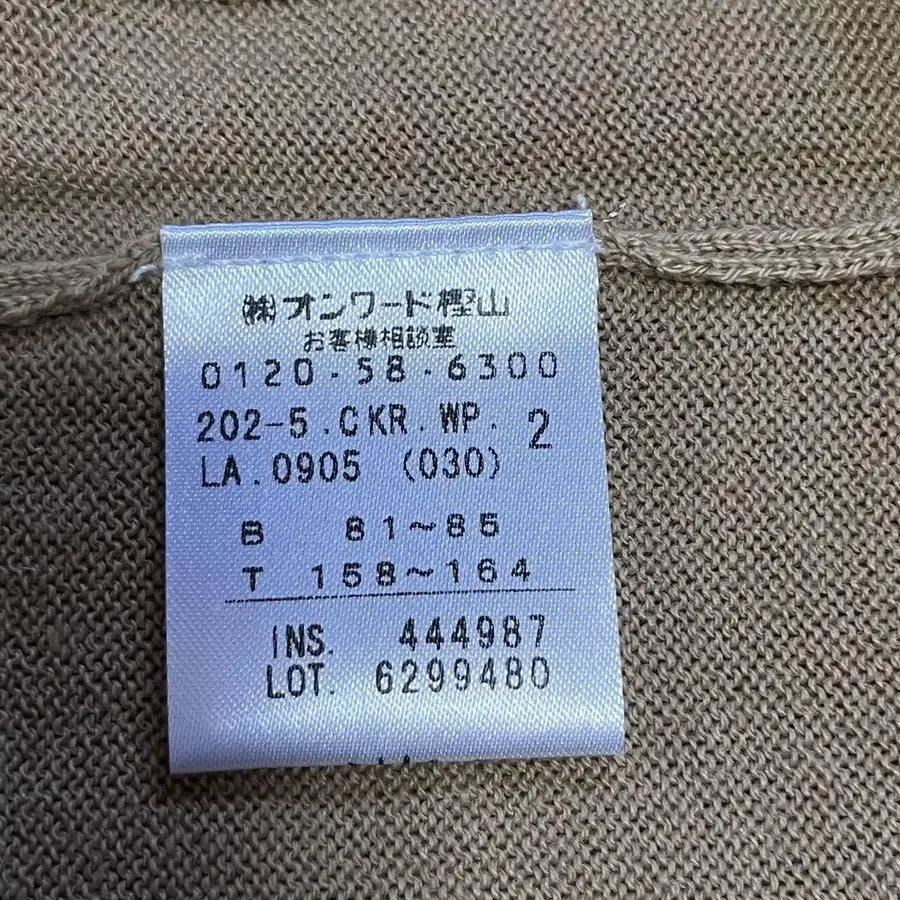 ㈱オンワード樫山
お客様相談室
0120-58-6300
202-5.CKR.WP. 2
LA.0905 (030)
B 81~85
T 158~164
INS. 444987
LOT. 6299480